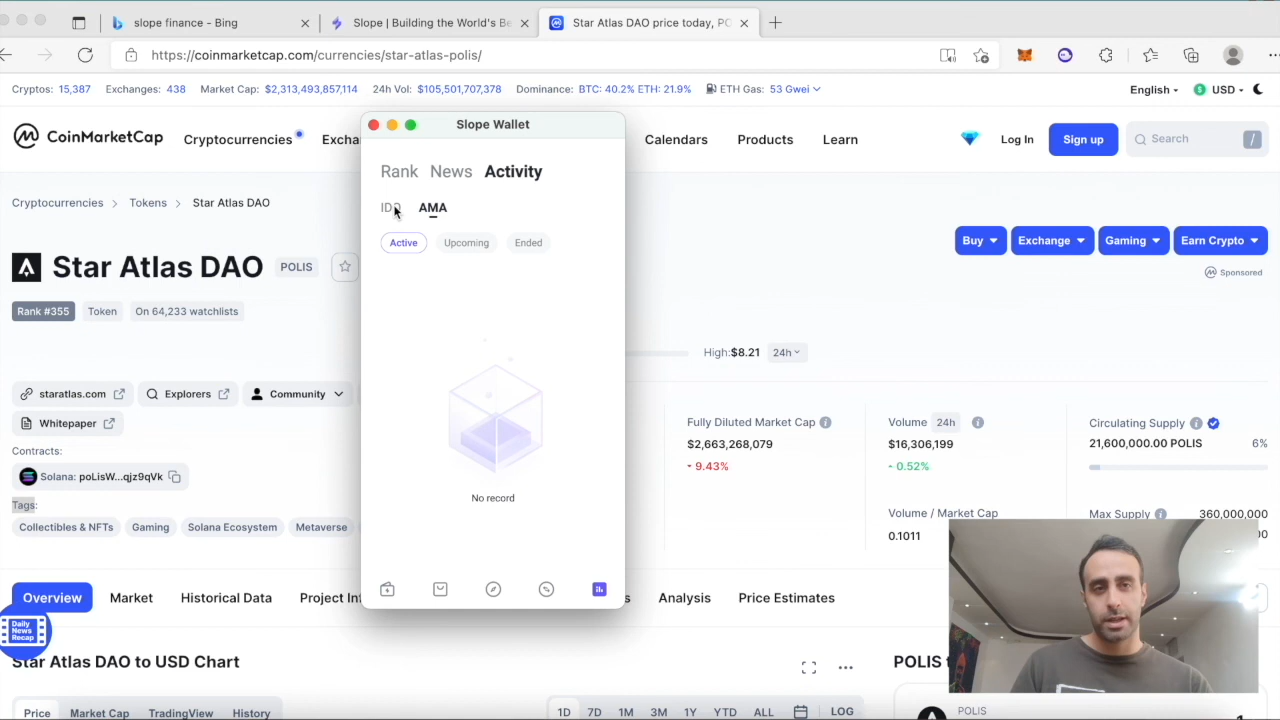 slope finance - Bing
Slope | Building the World's Be
Star Atlas DAO price today, PO
https://coinmarketcap.com/currencies/star-atlas-polis/
Cryptos: 15,387 Exchanges: 438 Market Cap: $2,313,493,857,114 24h Vol: $105,501,707,378 Dominance: BTC: 40.2% ETH: 21.9% ETH Gas: 53 Gwei
English
USD
CoinMarketCap
Cryptocurrencies
Excha
Calendars
Products
Learn
Log In
Sign up
Search
/
Slope Wallet
Rank News Activity
AMA
Active Upcoming Ended
No record
Cryptocurrencies > Tokens > Star Atlas DAO
Star Atlas DAO POLIS
Buy Exchange Gaming Earn Crypto
Sponsored
Rank #355 Token On 64,233 watchlists
High:$8.21 24h
staratlas.com Explorers Community
Whitepaper
Contracts:
Solana: poLisW...qjz9qVk
Tags:
Collectibles & NFTs Gaming Solana Ecosystem Metaverse
Fully Diluted Market Cap
$2,663,268,079
9.43%
Volume 24h
$16,306,199
0.52%
Volume / Market Cap
0.1011
Circulating Supply
21,600,000.00 POLIS 6%
Max Supply 360,000,000
Overview Market Historical Data Project Inf
s Analysis Price Estimates
Daily
News
Recap
Star Atlas DAO to USD Chart
POLIS t
Price Market Cap TradingView History
1D 7D 1M 3M 1Y YTD ALL LOG
POLIS